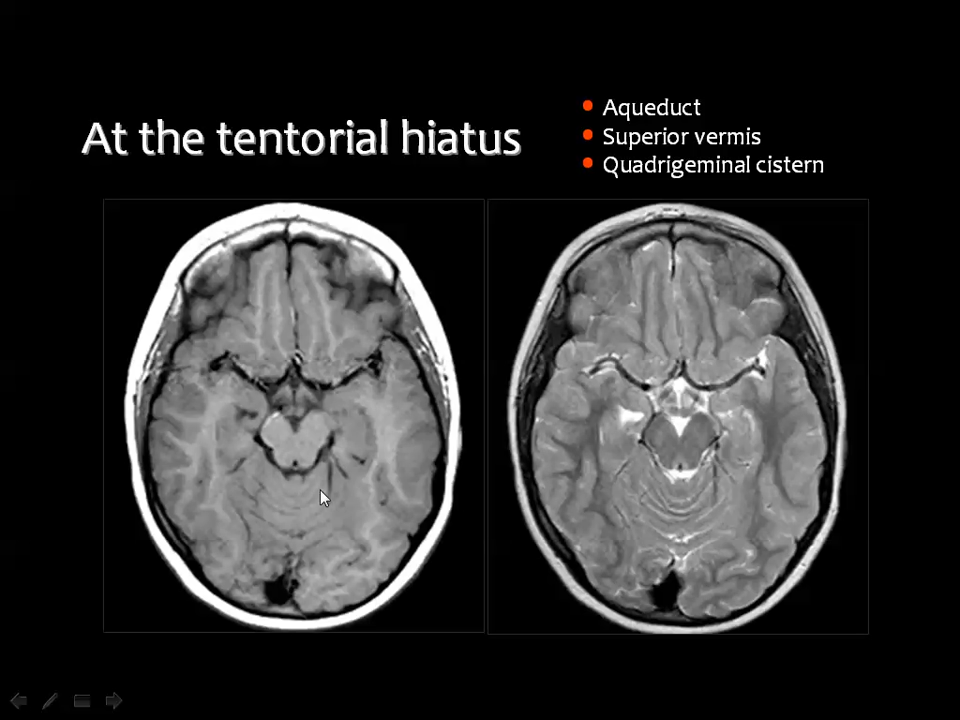 At the tentorial hiatus
Aqueduct
Superior vermis
Quadrigeminal cistern